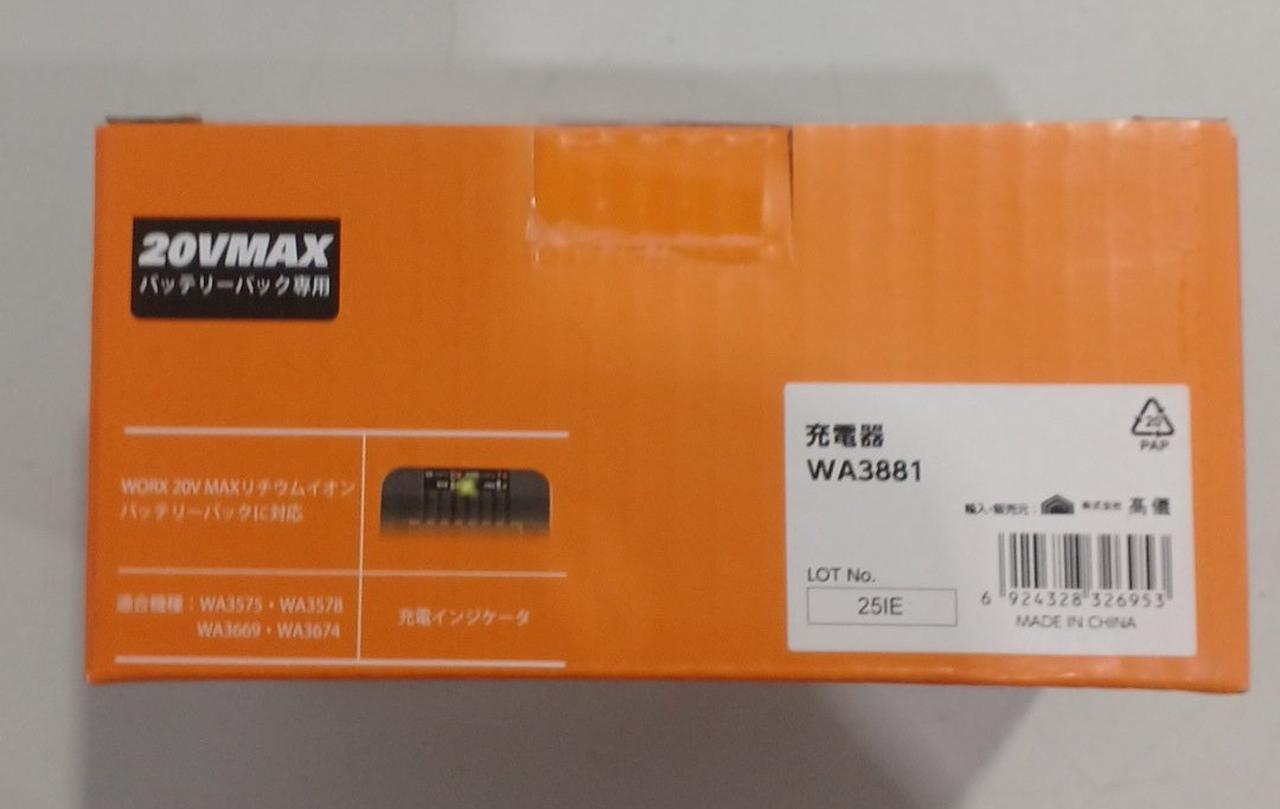 20VMAX
バッテリーパック専用
WORX 20V MAXリチウムイオン
バッテリーパックに対応
適合機種：WA3575・WA3578
WA3669・WA3674
充電インジケータ
充電器
WA3881
20
PAP
輸入・販売元： 株式会社 髙儀
LOT No.
25IE
6 924328 326953
MADE IN CHINA